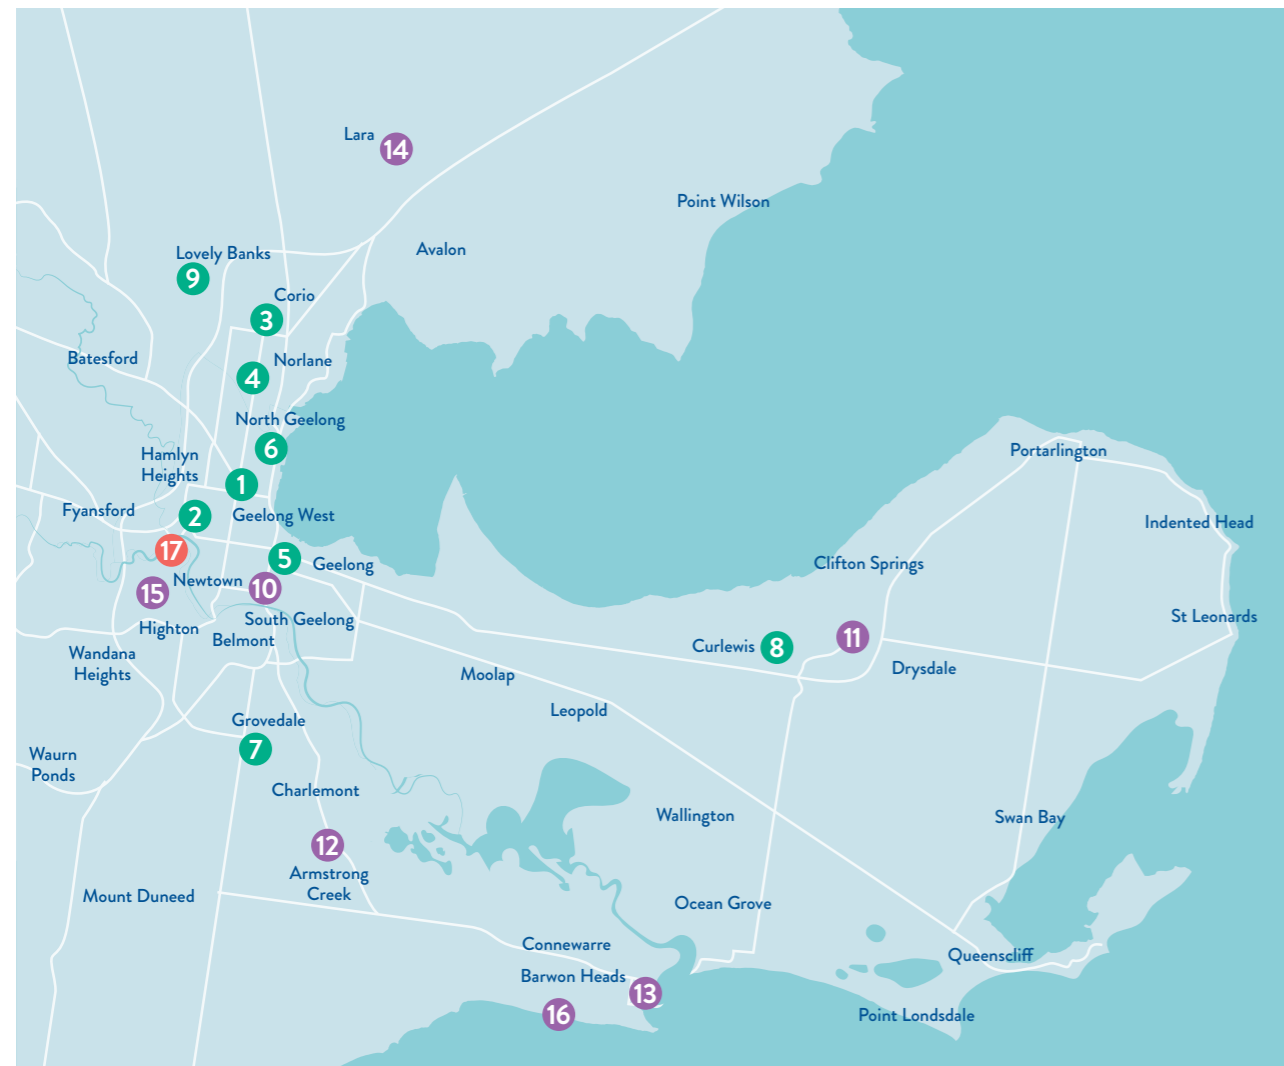 Lara
14
Point Wilson
Avalon
Lovely Banks
9
Corio
3
Batesford
Norlane
4
North Geelong
6
Hamlyn
Heights
1
Fyansford
2
Geelong West
Portarlington
Indented Head
17
5
Geelong
Clifton Springs
15
Newtown
10
Highton
South Geelong
Belmont
St Leonards
Wandana
Heights
Curlewis
8
11
Drysdale
Moolap
Leopold
Grovedale
7
Waurn
Ponds
Charlemont
Wallington
Swan Bay
12
Armstrong
Creek
Mount Duneed
Ocean Grove
Connewarre
Queenscliff
Barwon Heads
13
16
Point Londsdale